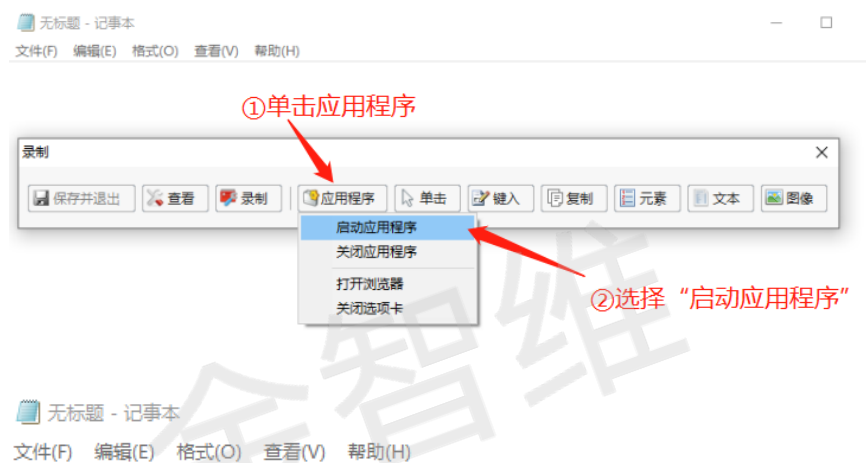 无标题 - 记事本
文件(F) 编辑(E) 格式(O) 查看(V) 帮助(H)
①单击应用程序
录制
保存并退出 查看 录制 应用程序 单击 键入 复制 元素 文本 图像
启动应用程序
关闭应用程序
打开浏览器
关闭选项卡
②选择“启动应用程序”
金智维
无标题 - 记事本
文件(F) 编辑(E) 格式(O) 查看(V) 帮助(H)